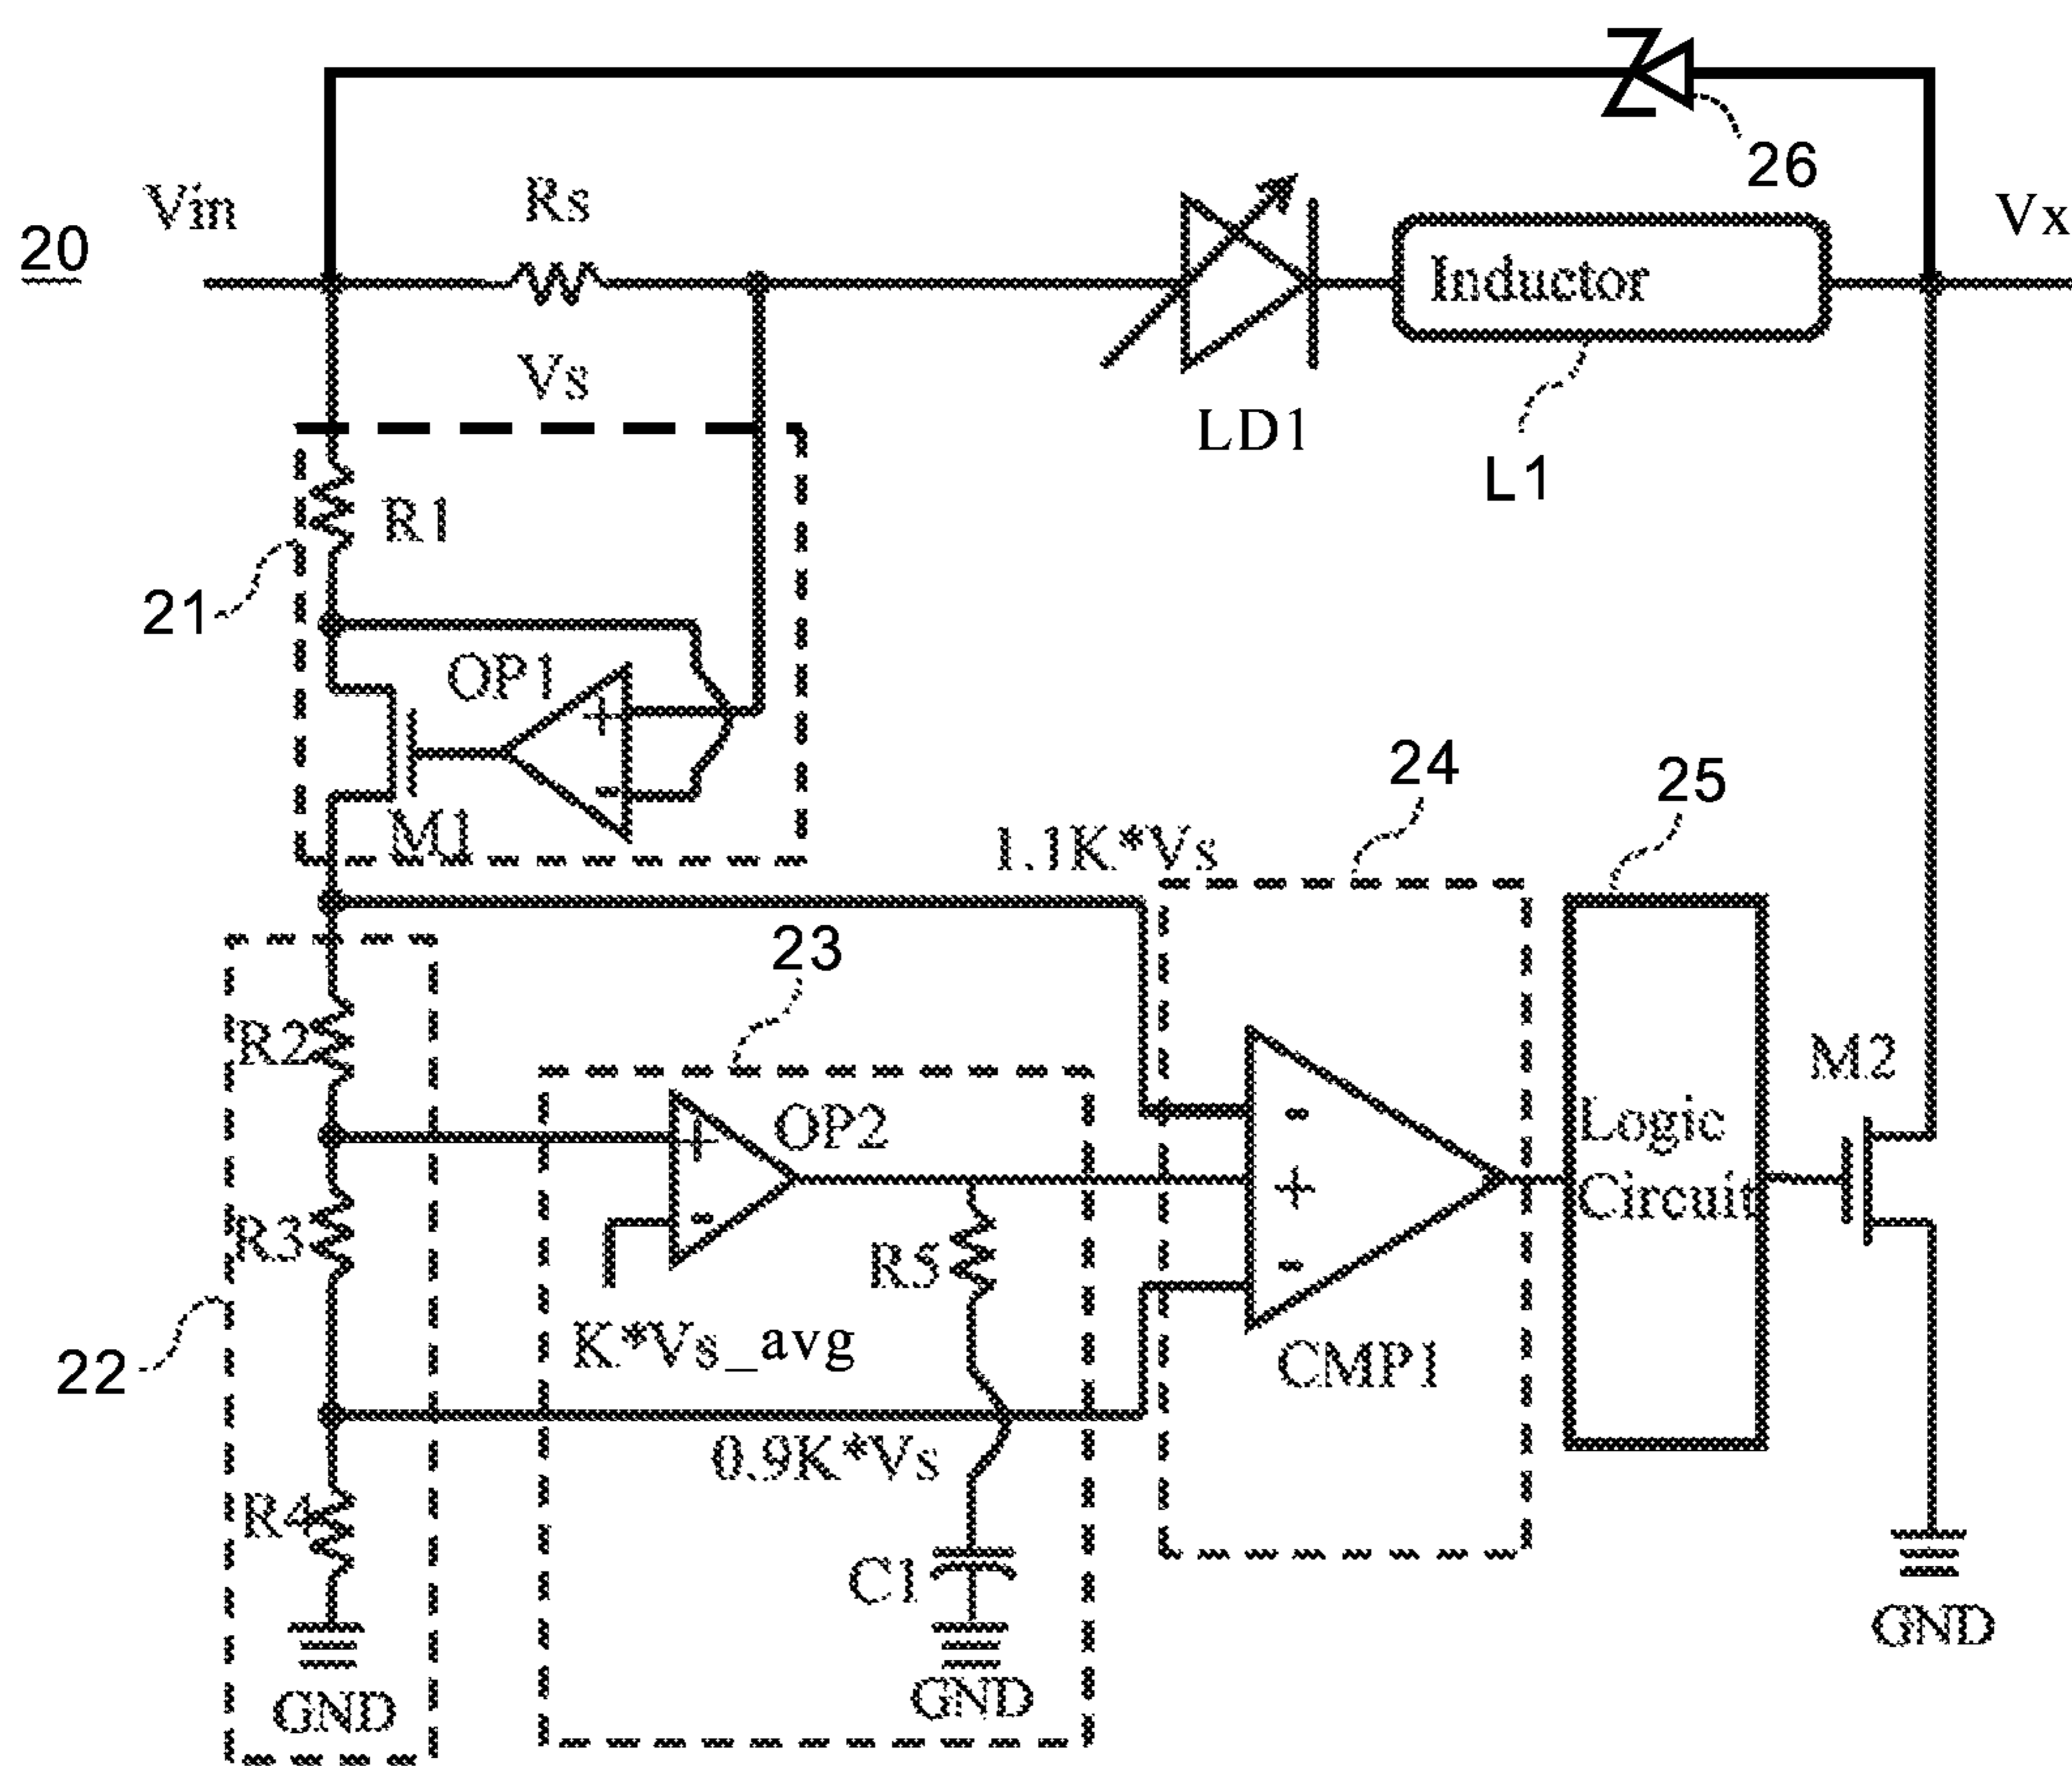 26
Vin
Rs
Vx
20
Inductor
Vs
LD1
L1
R1
21
OP1
+
-
M1
24
25
1.1K*Vs
23
R2
M2
OP2
+
-
-
+
-
Logic
Circuit
R3
R5
K*Vs_avg
CMP1
22
0.9K*Vs
R4
C1
GND
GND
GND